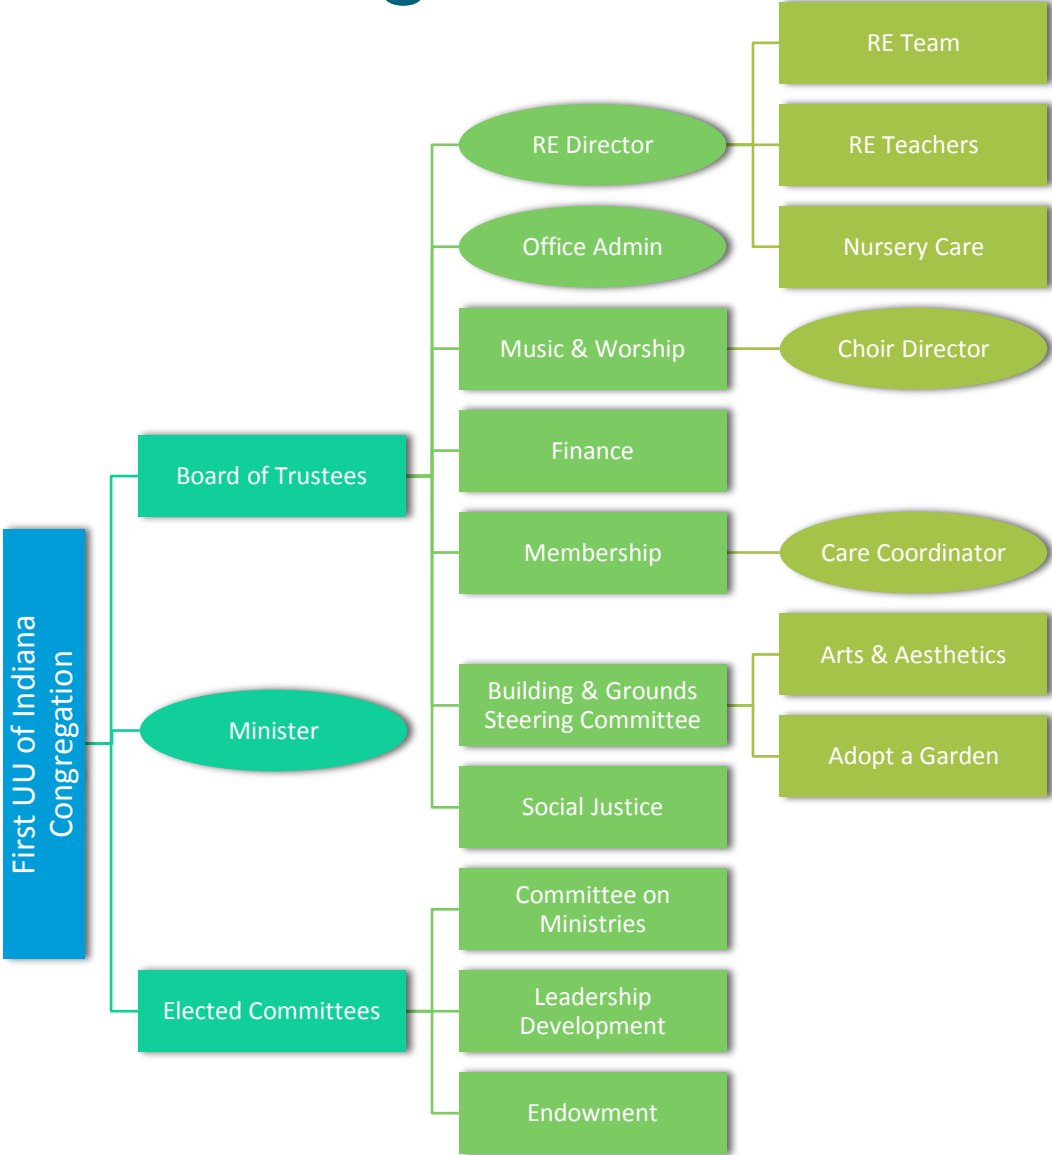 First UU of Indiana
Congregation
Board of Trustees
RE Director
RE Team
RE Teachers
Nursery Care
Office Admin
Music & Worship
Choir Director
Finance
Membership
Care Coordinator
Building & Grounds
Steering Committee
Arts & Aesthetics
Adopt a Garden
Social Justice
Minister
Elected Committees
Committee on
Ministries
Leadership
Development
Endowment